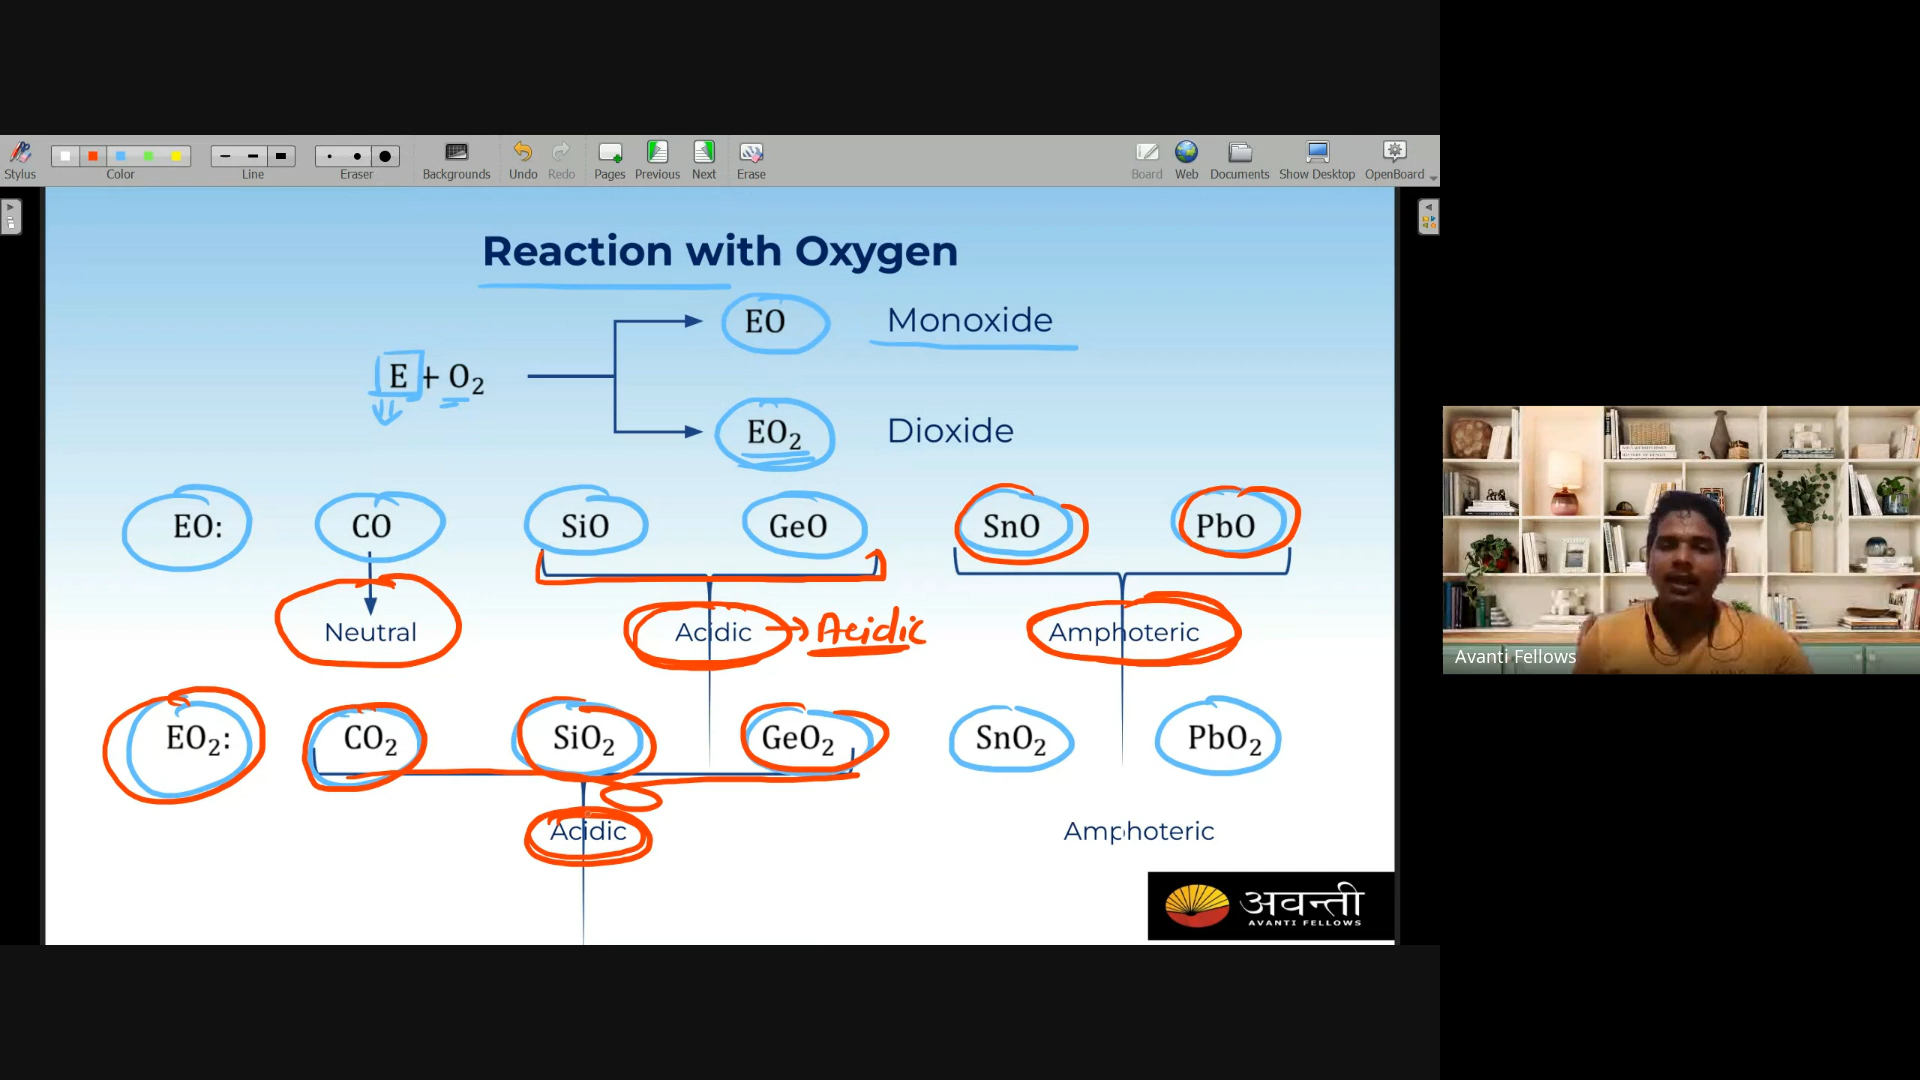 Stylus
Color
Line
Eraser
Backgrounds
Undo
Redo
Pages
Previous
Next
Erase
Board
Web
Documents
Show Desktop
OpenBoard
Reaction with Oxygen
EO Monoxide
E + O₂
EO₂ Dioxide
EO: CO SiO GeO SnO PbO
Neutral Acidic → Acidic Amphoteric
EO₂: CO₂ SiO₂ GeO₂ SnO₂ PbO₂
Acidic Amphoteric
अवन्ती
AVANTI FELLOWS
Avanti Fellows